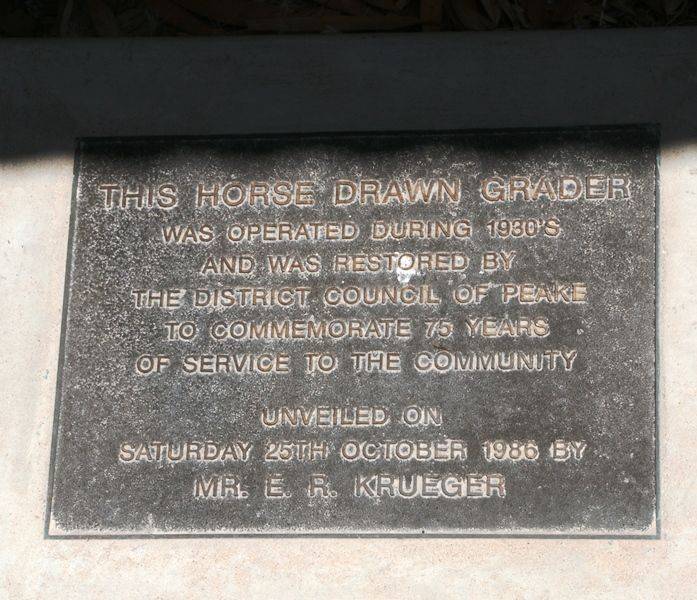 THIS HORSE DRAWN GRADER
WAS OPERATED DURING 1930'S
AND WAS RESTORED BY
THE DISTRICT COUNCIL OF PEAKE
TO COMMEMORATE 75 YEARS
OF SERVICE TO THE COMMUNITY
UNVEILED ON
SATURDAY 25TH OCTOBER 1986 BY
MR. E. R. KRUEGER